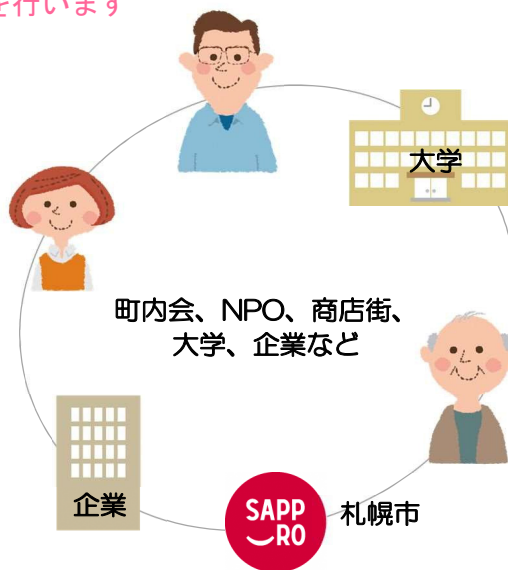 を行います
大学
町内会、NPO、商店街、
大学、企業など
企業
SAPP
RO
札幌市